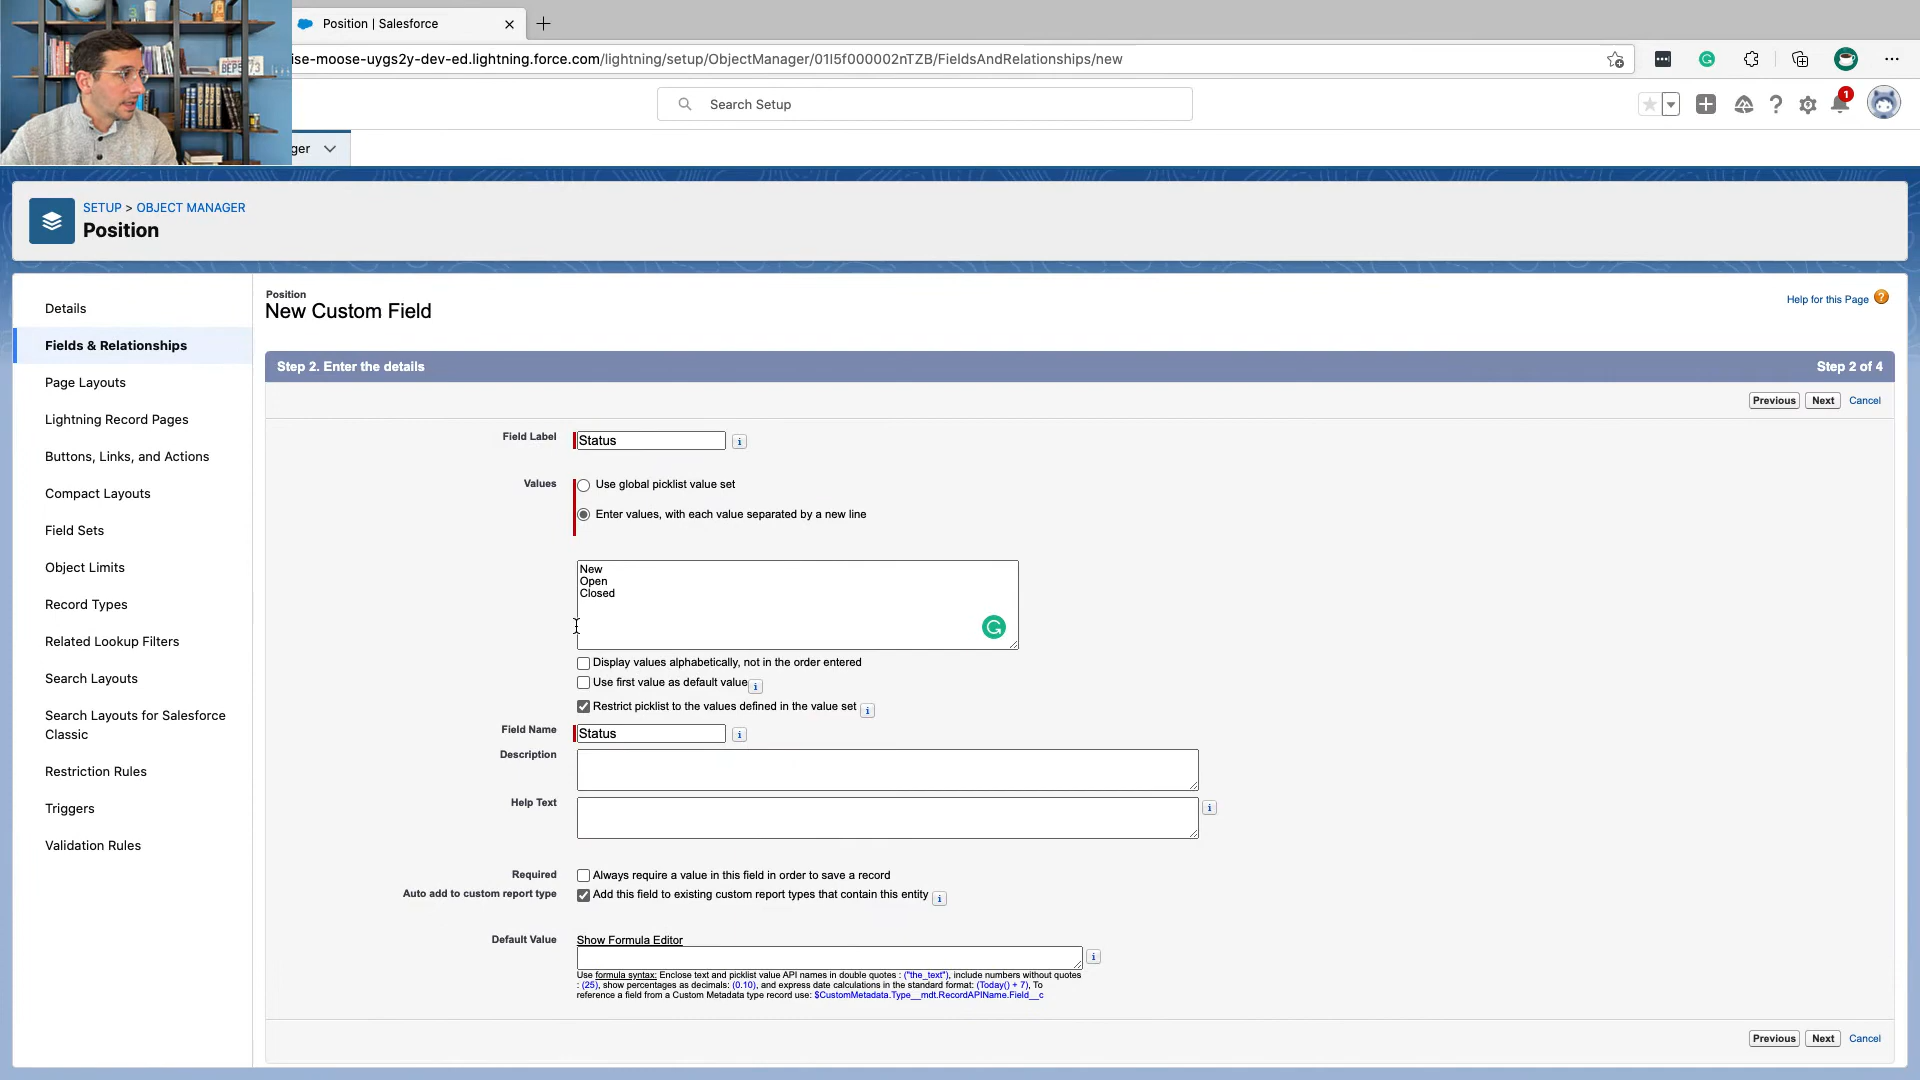 Position | Salesforce
ise-moose-uygs2y-dev-ed.lightning.force.com/lightning/setup/ObjectManager/01I5f000002nTZB/FieldsAndRelationships/new
Search Setup
1
ger
SETUP > OBJECT MANAGER
Position
Details
Fields & Relationships
Page Layouts
Lightning Record Pages
Buttons, Links, and Actions
Compact Layouts
Field Sets
Object Limits
Record Types
Related Lookup Filters
Search Layouts
Search Layouts for Salesforce
Classic
Restriction Rules
Triggers
Validation Rules
Position
New Custom Field
Help for this Page
Step 2. Enter the details
Step 2 of 4
Previous Next Cancel
Field Label Status
Values Use global picklist value set
Enter values, with each value separated by a new line
New
Open
Closed
Display values alphabetically, not in the order entered
Use first value as default value
Restrict picklist to the values defined in the value set
Field Name Status
Description
Help Text
Required Always require a value in this field in order to save a record
Auto add to custom report type Add this field to existing custom report types that contain this entity
Default Value Show Formula Editor
Use formula syntax: Enclose text and picklist value API names in double quotes : ("the_text"), include numbers without quotes
: (25), show percentages as decimals: (0.10), and express date calculations in the standard format: (Today() + 7), To
reference a field from a Custom Metadata type record use: $CustomMetadata.Type__mdt.RecordAPIName.Field__c
Previous Next Cancel